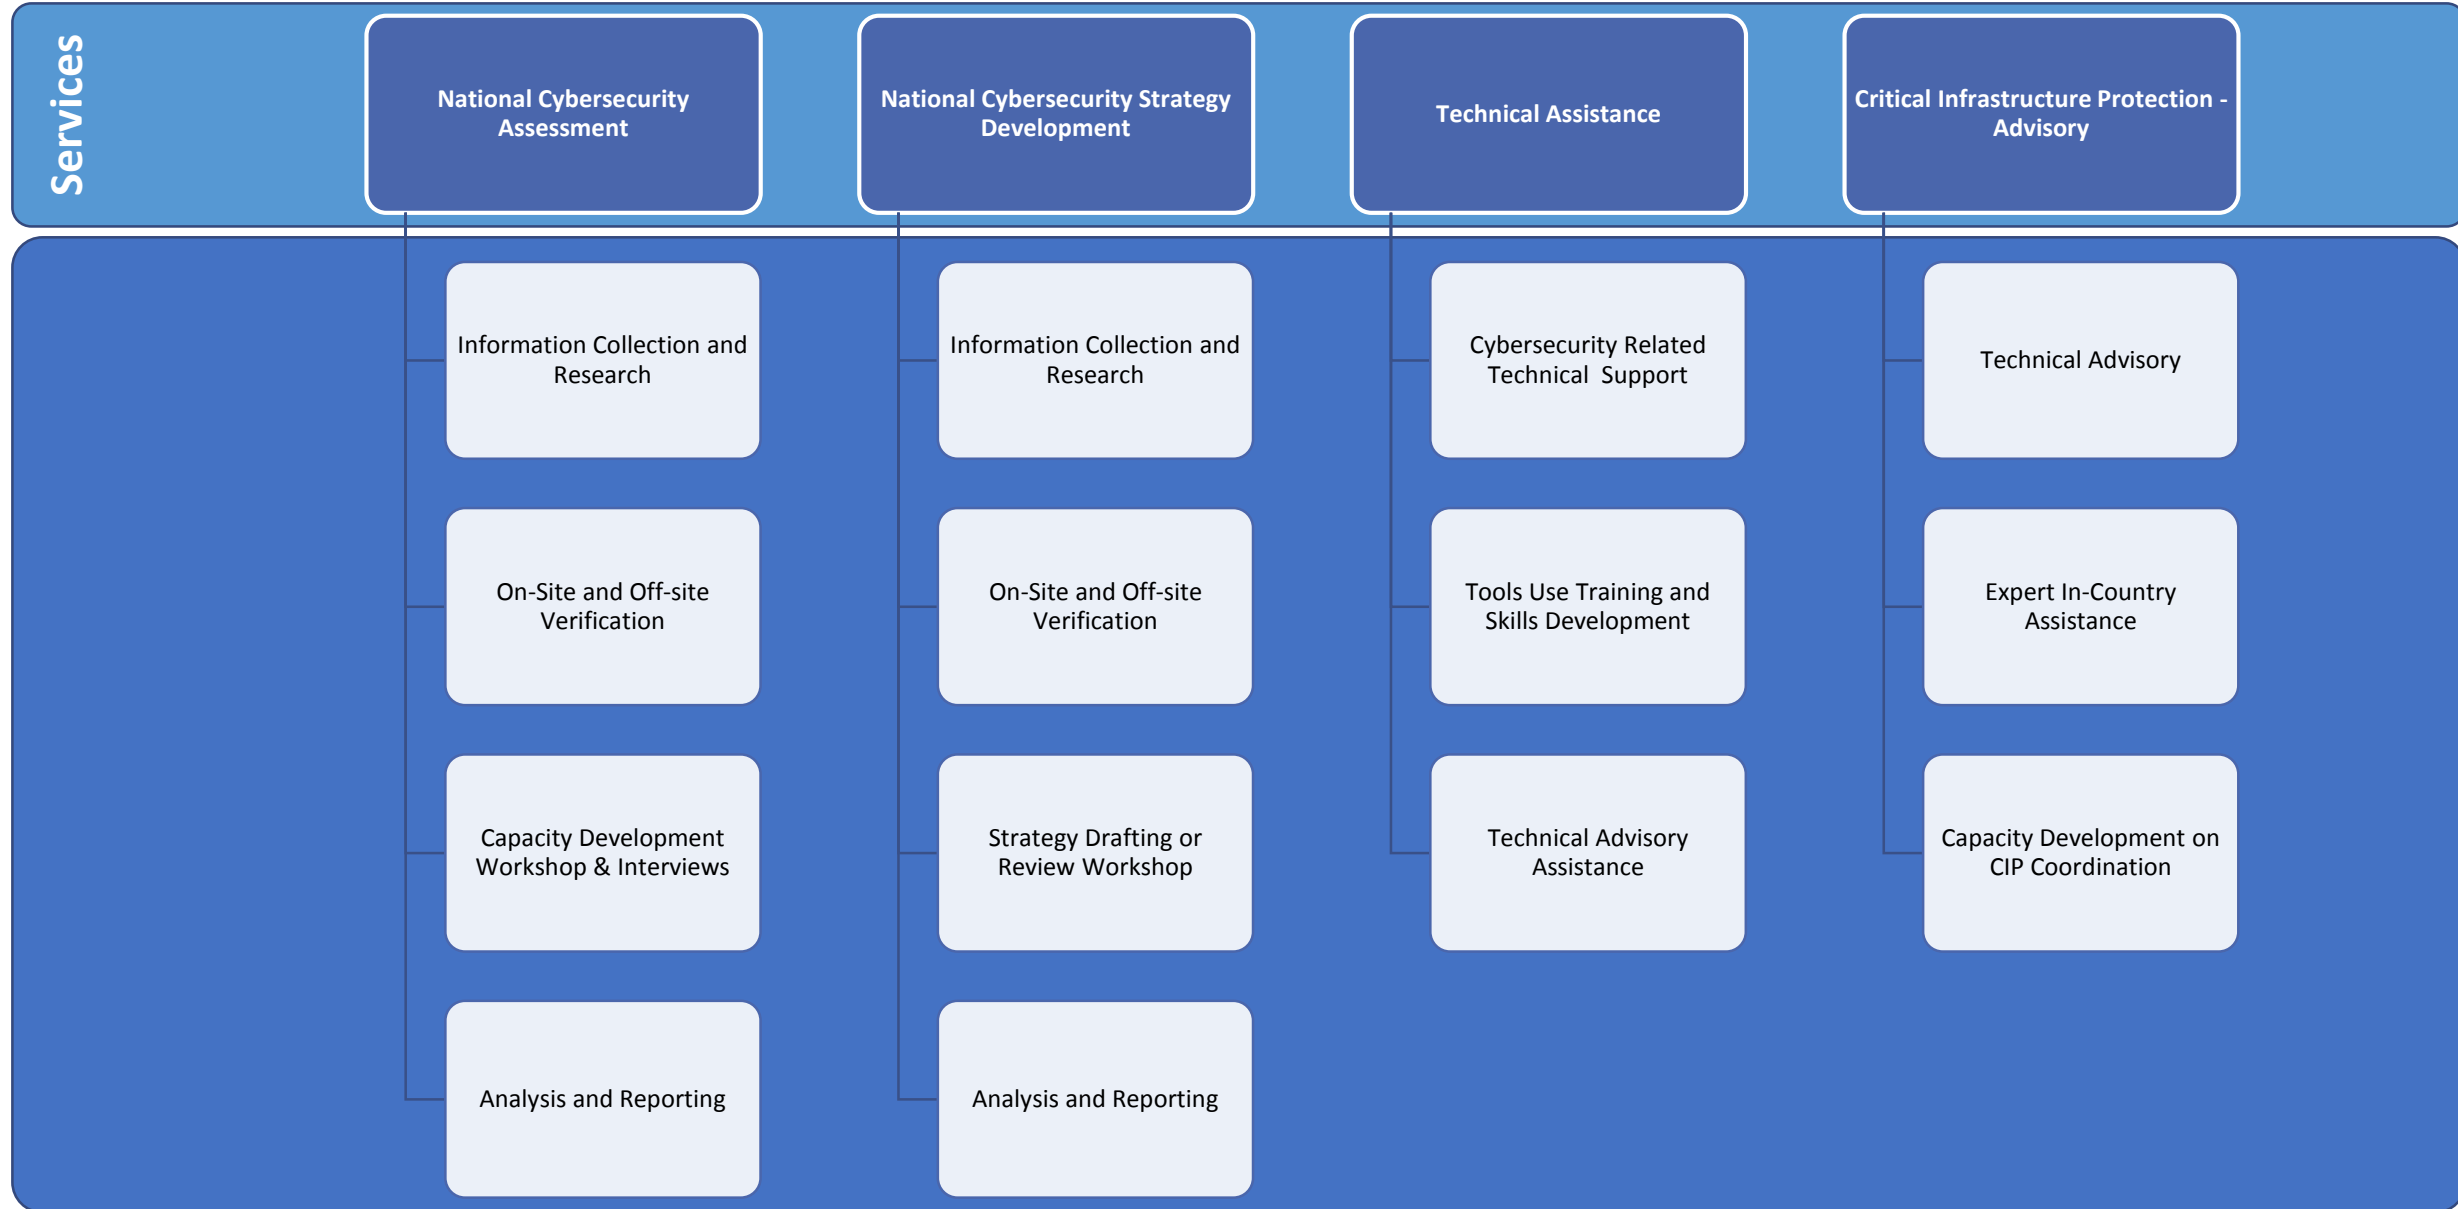 Services
National Cybersecurity
Assessment
Information Collection and
Research
On-Site and Off-site
Verification
Capacity Development
Workshop & Interviews
Analysis and Reporting
National Cybersecurity Strategy
Development
Information Collection and
Research
On-Site and Off-site
Verification
Strategy Drafting or
Review Workshop
Analysis and Reporting
Technical Assistance
Cybersecurity Related
Technical  Support
Tools Use Training and
Skills Development
Technical Advisory
Assistance
Critical Infrastructure Protection -
Advisory
Technical Advisory
Expert In-Country
Assistance
Capacity Development on
CIP Coordination